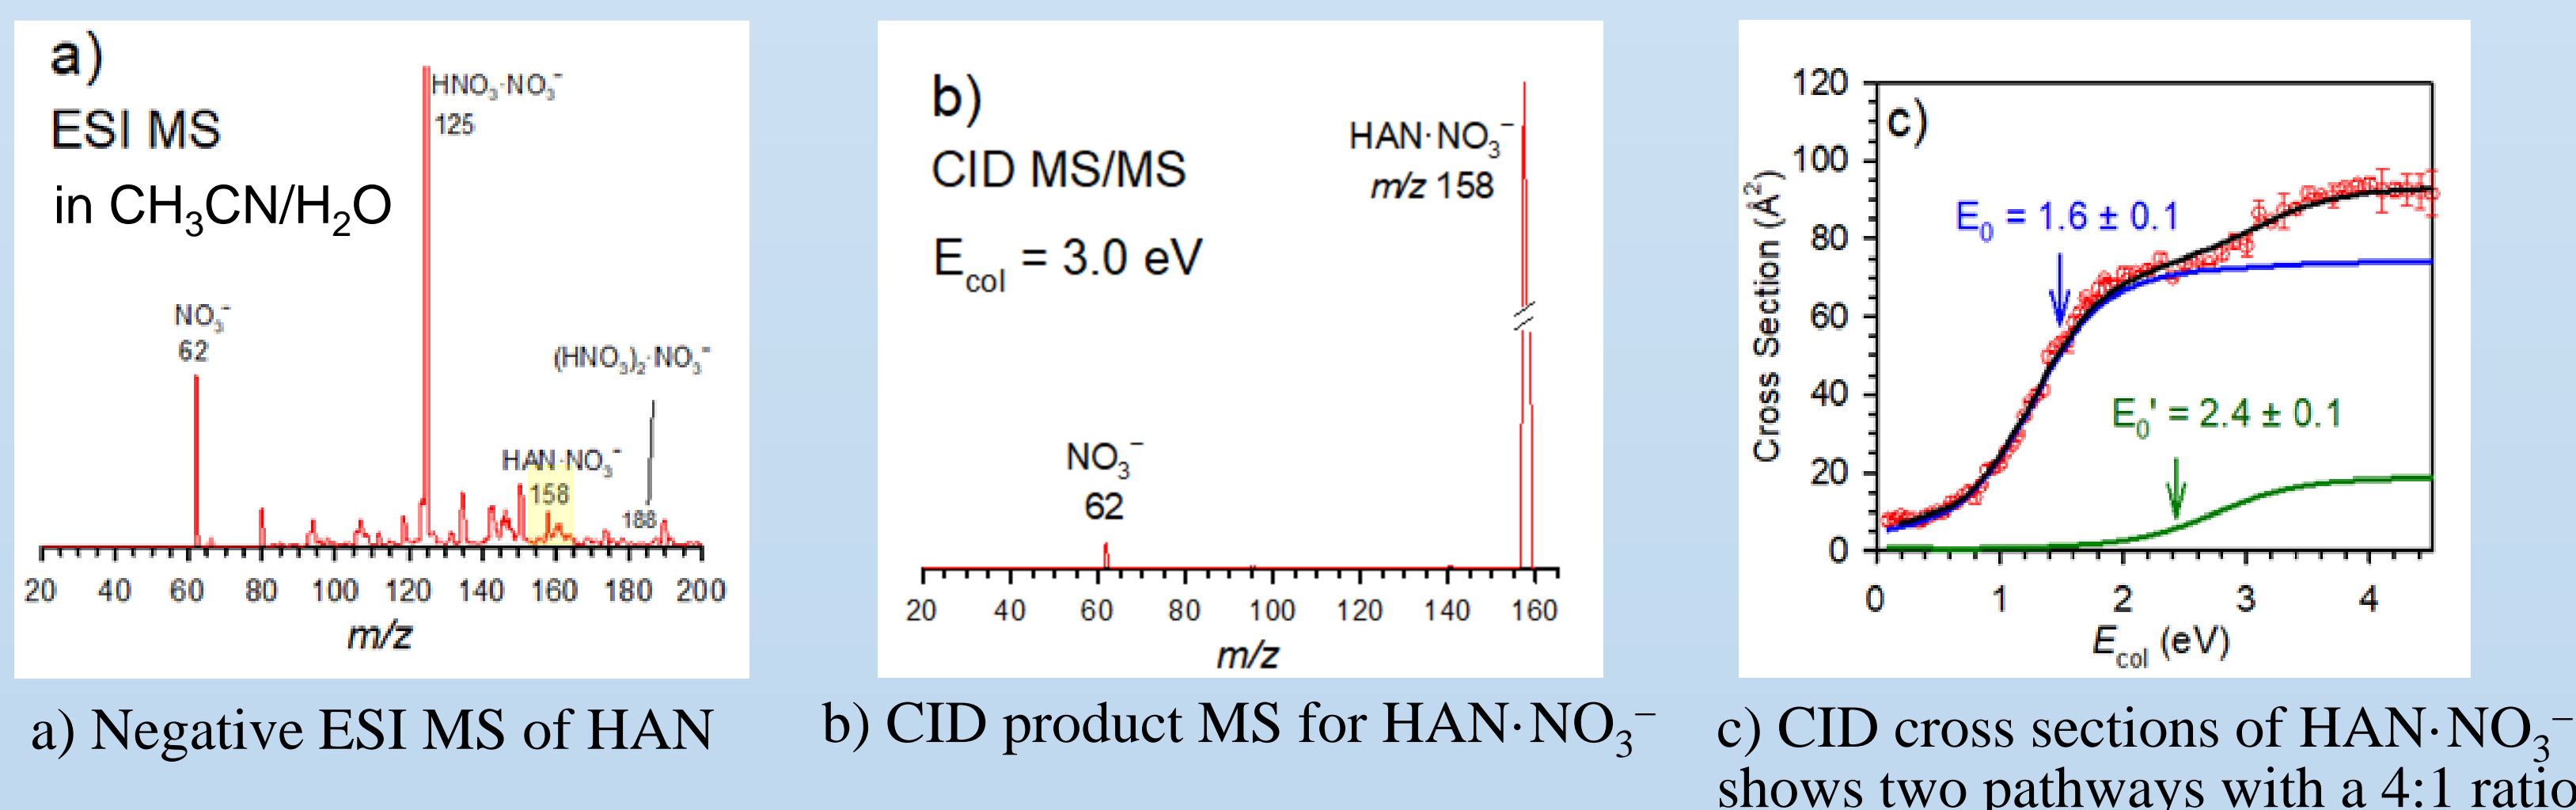 a)
ESI MS
in CH₃CN/H₂O
HNO₃·NO₃⁻
125
NO₃⁻
62
(HNO₃)₂·NO₃⁻
HAN·NO₃⁻
158
188
20 40 60 80 100 120 140 160 180 200
m/z
a) Negative ESI MS of HAN
b)
CID MS/MS
E_col = 3.0 eV
HAN·NO₃⁻
m/z 158
NO₃⁻
62
20 40 60 80 100 120 140 160
m/z
b) CID product MS for HAN·NO₃⁻
c)
Cross Section (Å²)
120
100
80
60
40
20
0
E₀ = 1.6 ± 0.1
E₀' = 2.4 ± 0.1
0 1 2 3 4
E_col (eV)
c) CID cross sections of HAN·NO₃⁻
shows two pathways with a 4:1 ratio